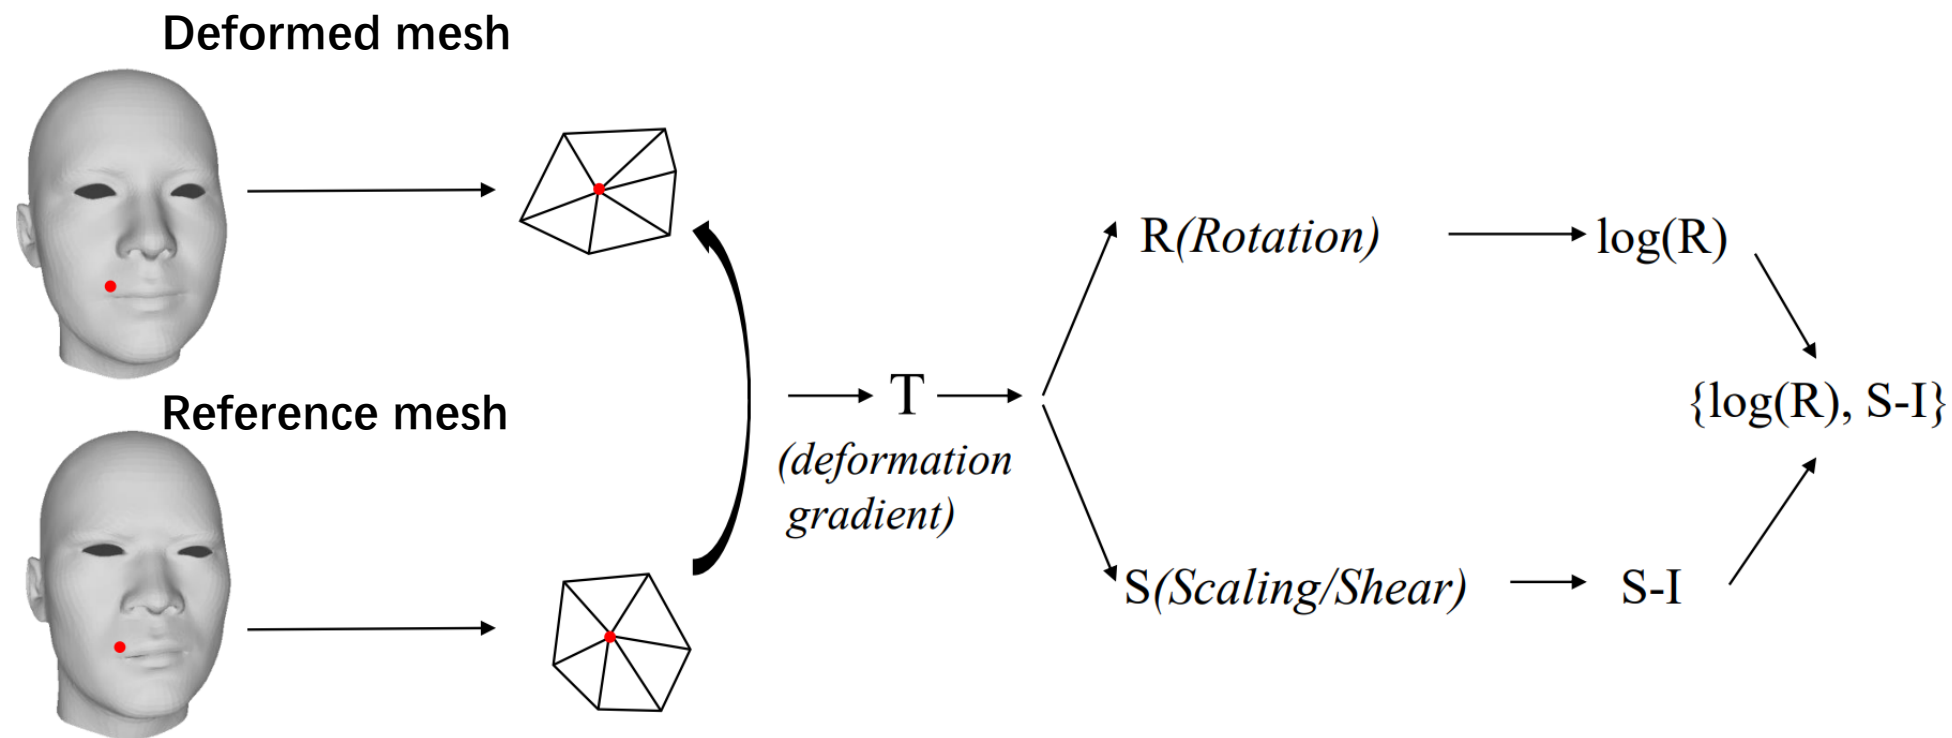 Deformed mesh
Reference mesh
T
(deformation
gradient)
R(Rotation)
log(R)
{log(R), S-I}
S(Scaling/Shear)
S-I